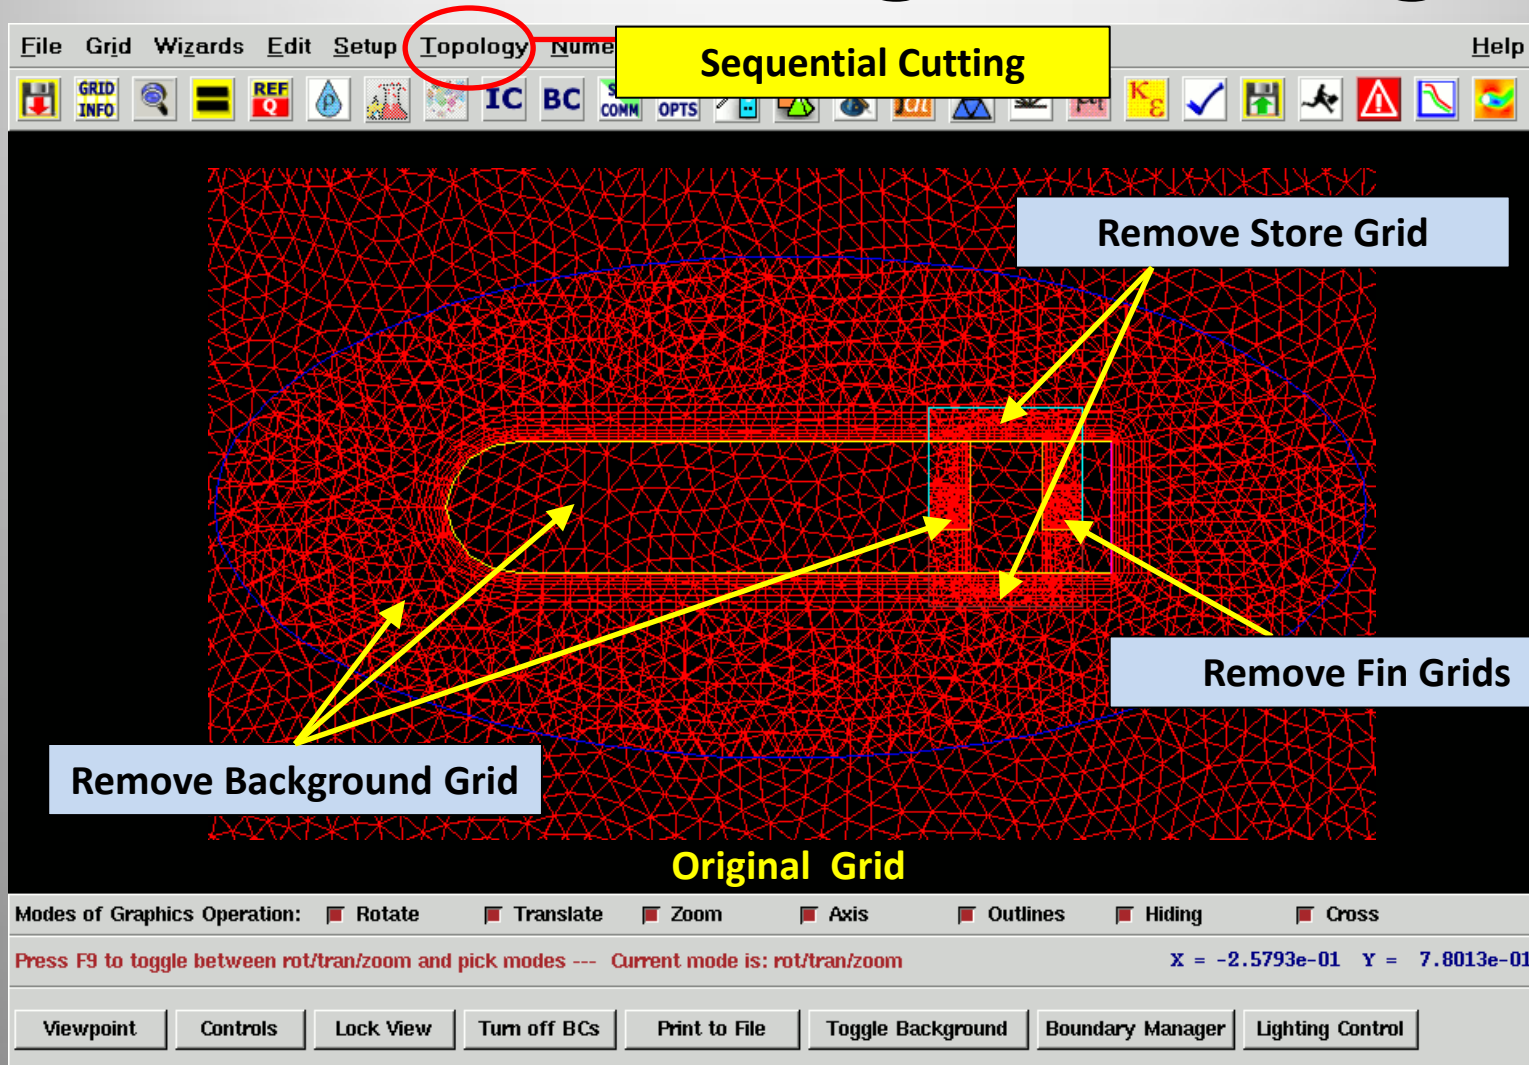 File Grid Wizards Edit Setup Topology Nume Help
Sequential Cutting
GRID INFO REF Q ρ IC BC COMM OPTS K ε
Remove Store Grid
Remove Fin Grids
Remove Background Grid
Original Grid
Modes of Graphics Operation: Rotate Translate Zoom Axis Outlines Hiding Cross
Press F9 to toggle between rot/tran/zoom and pick modes --- Current mode is: rot/tran/zoom X = -2.5793e-01 Y = 7.8013e-01
Viewpoint Controls Lock View Turn off BCs Print to File Toggle Background Boundary Manager Lighting Control